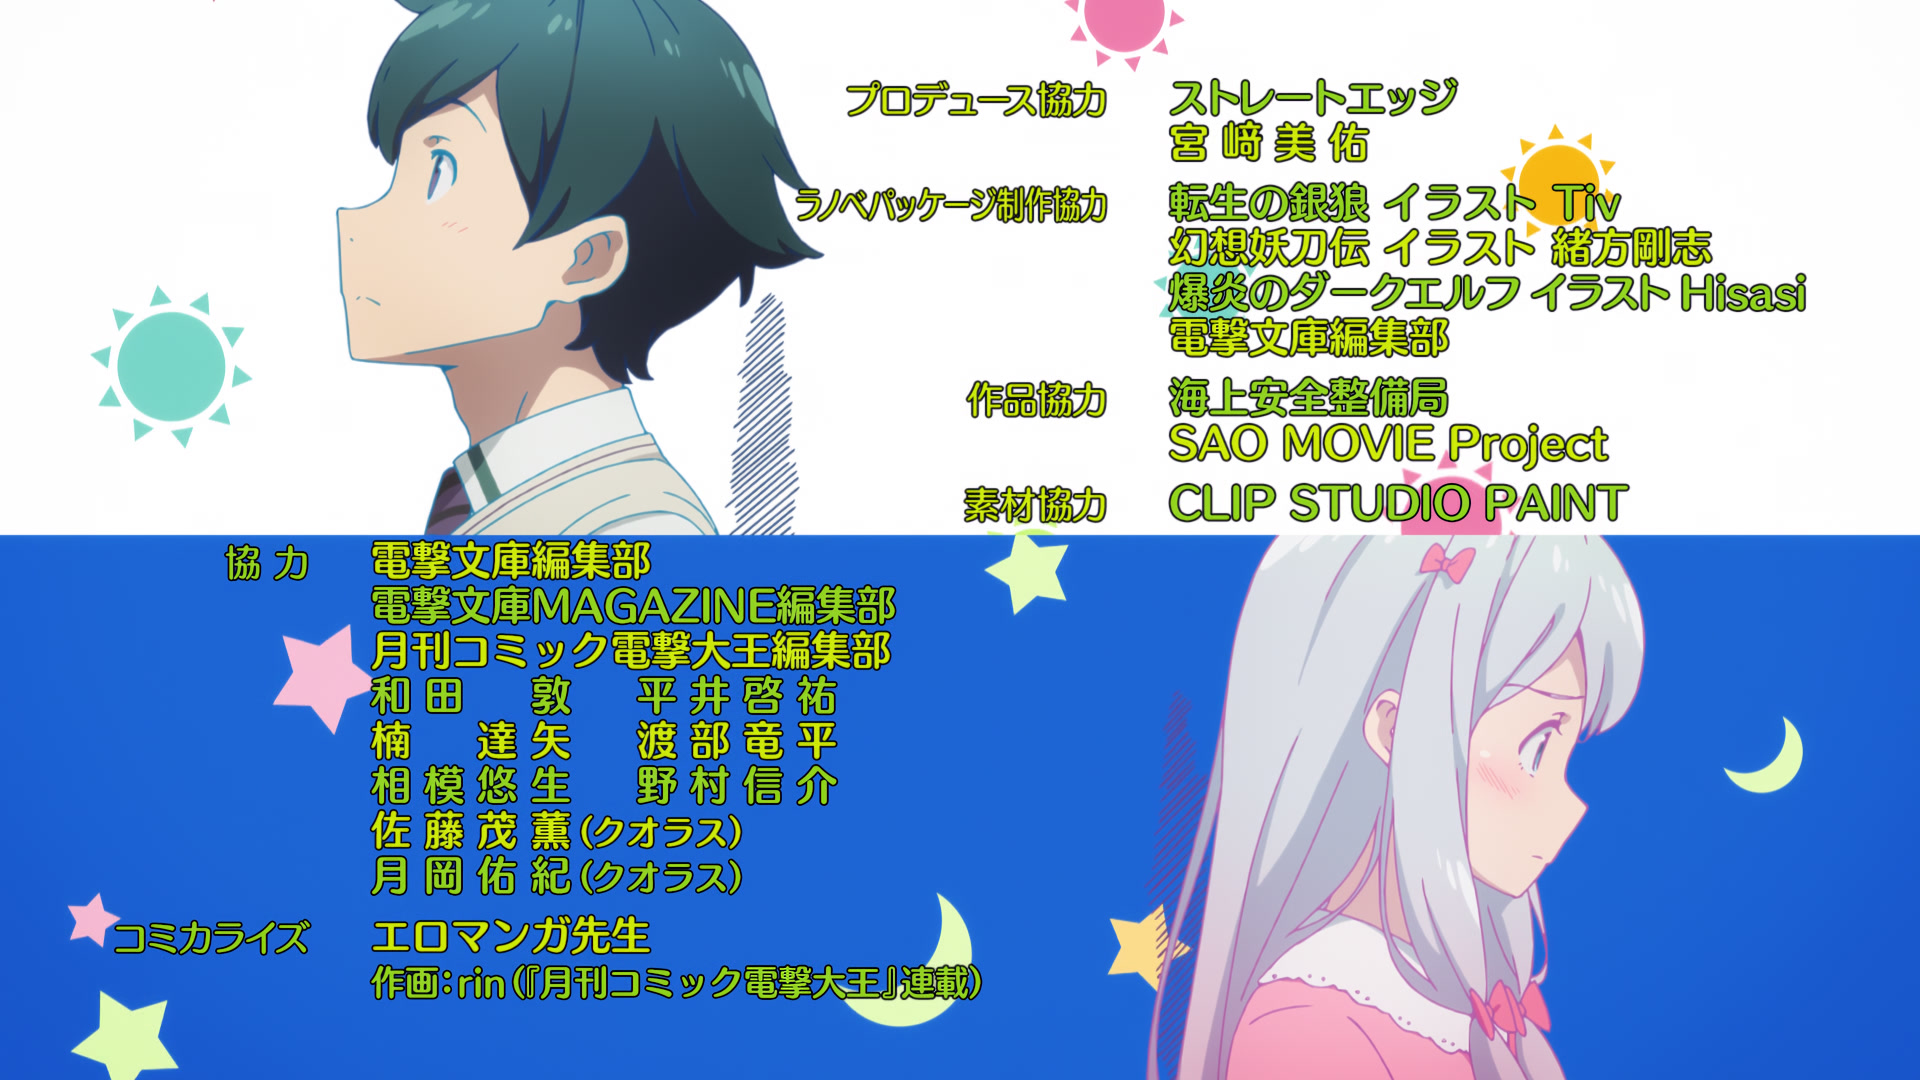 プロデュース協力 ストレートエッジ
宮﨑美佑
ラノベパッケージ制作協力 転生の銀狼 イラスト Tiv
幻想妖刀伝 イラスト 緒方剛志
爆炎のダークエルフ イラスト Hisasi
電撃文庫編集部
作品協力 海上安全整備局
SAO MOVIE Project
素材協力 CLIP STUDIO PAINT
協力 電撃文庫編集部
電撃文庫MAGAZINE編集部
月刊コミック電撃大王編集部
和田 敦 平井啓祐
楠 達矢 渡部竜平
相模悠生 野村信介
佐藤茂薫(クオラス)
月岡佑紀(クオラス)
コミカライズ エロマンガ先生
作画:rin(『月刊コミック電撃大王』連載)